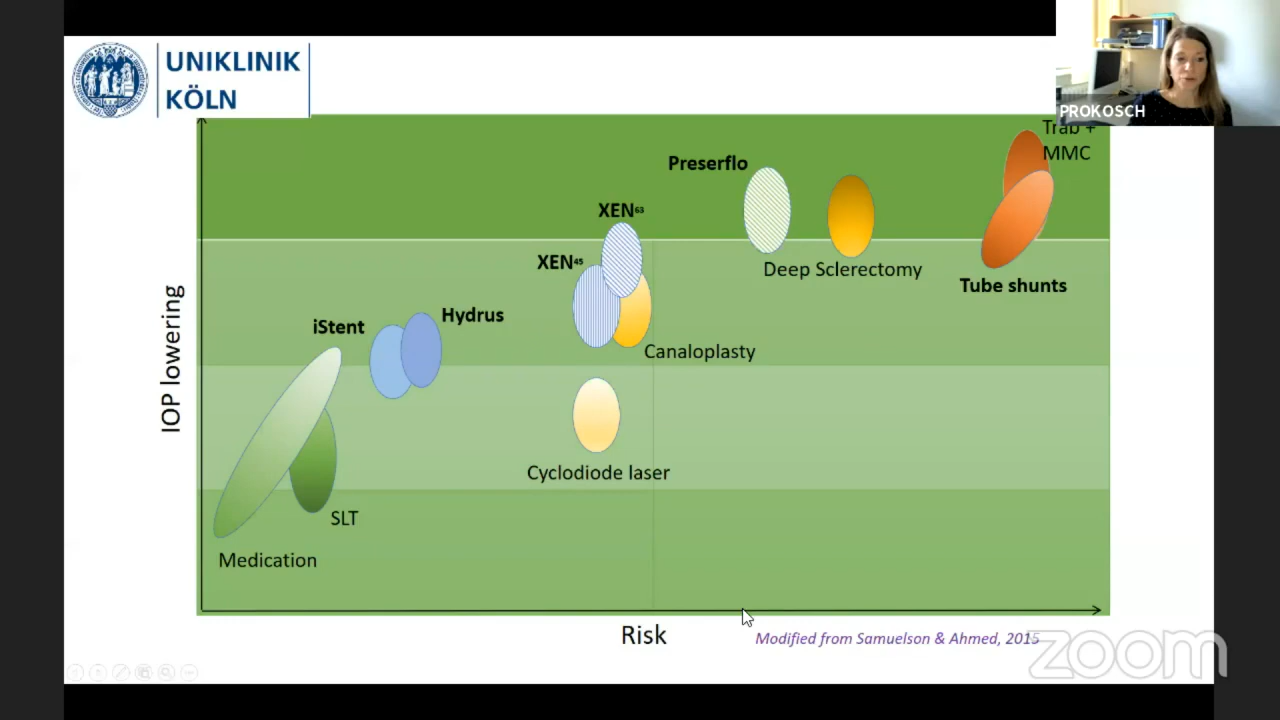 UNIKLINIK
KÖLN
PROKOSCH
Trab +
MMC
Preserflo
XEN⁶³
XEN⁴⁵
Deep Sclerectomy
Tube shunts
iStent
Hydrus
Canaloplasty
Cyclodiode laser
SLT
Medication
IOP lowering
Risk
Modified from Samuelson & Ahmed, 2015
zoom